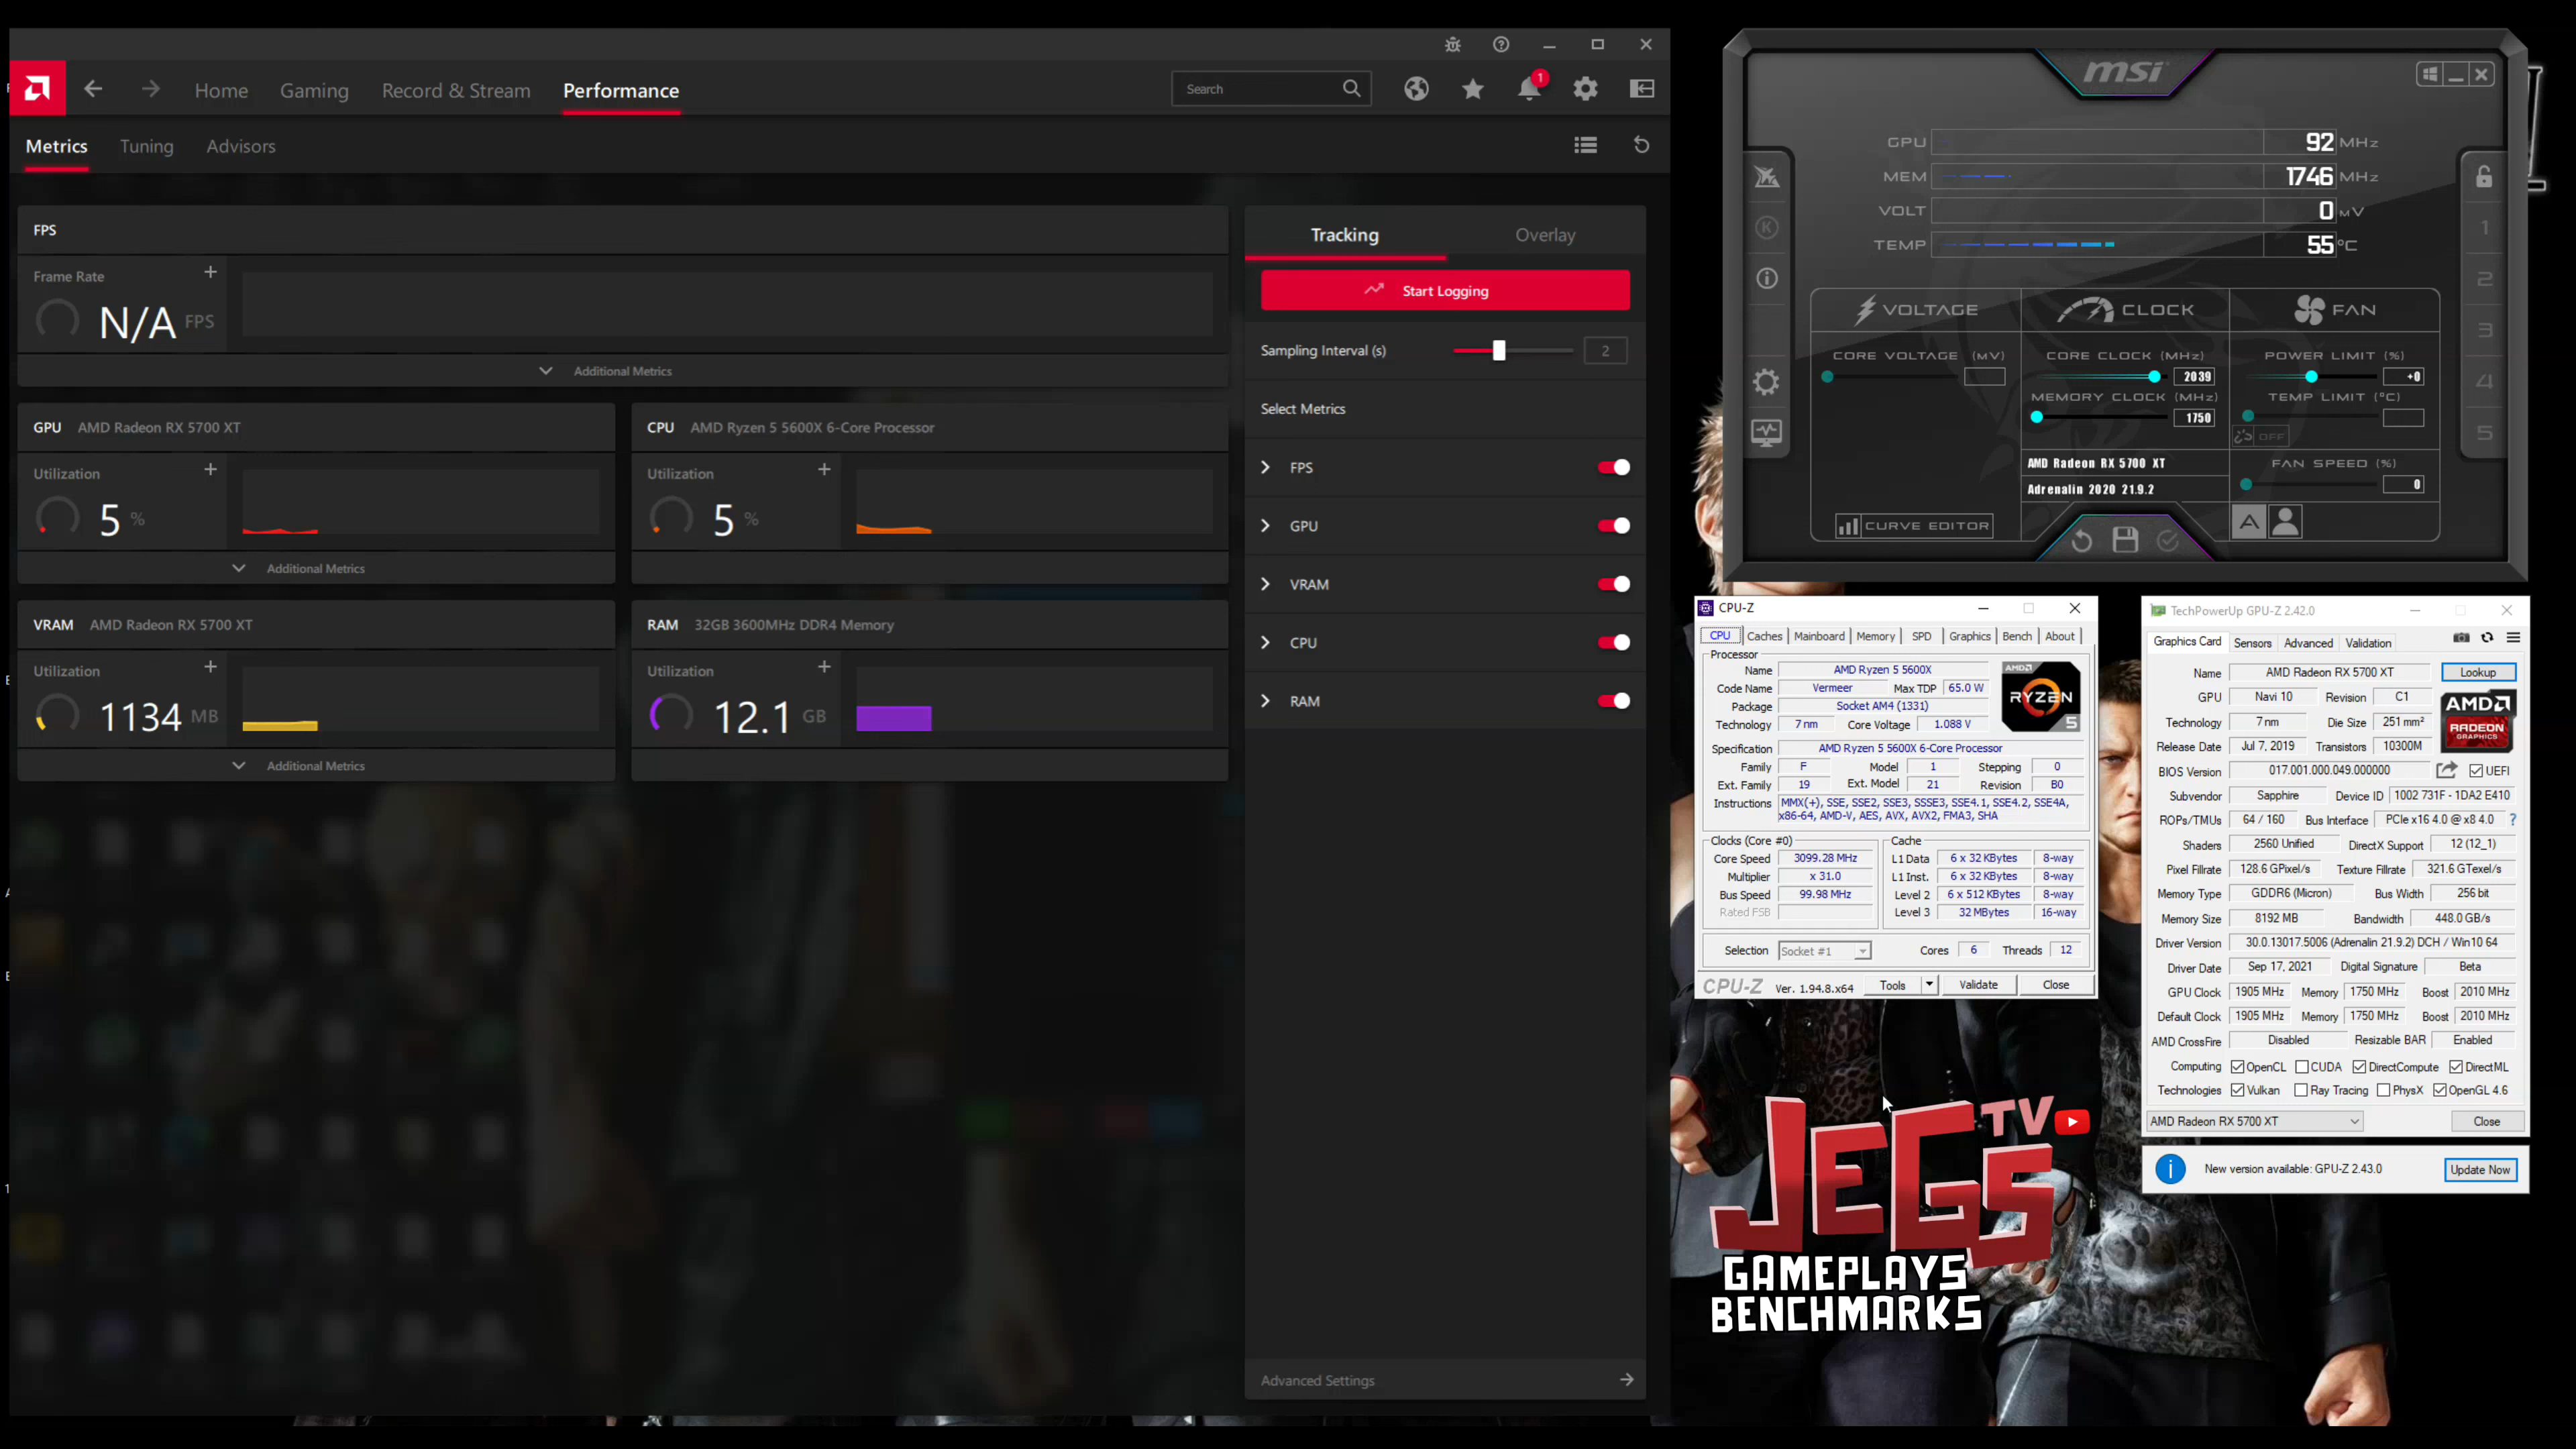 Home Gaming Record & Stream Performance
Search
1
Metrics Tuning Advisors
FPS
Frame Rate
N/A FPS
Additional Metrics
GPU AMD Radeon RX 5700 XT
Utilization
5 %
Additional Metrics
CPU AMD Ryzen 5 5600X 6-Core Processor
Utilization
5 %
VRAM AMD Radeon RX 5700 XT
Utilization
1134 MB
Additional Metrics
RAM 32GB 3600MHz DDR4 Memory
Utilization
12.1 GB
Tracking Overlay
Start Logging
Sampling Interval (s) 2
Select Metrics
FPS
GPU
VRAM
CPU
RAM
Advanced Settings
msi
GPU 92 MHz
MEM 1746 MHz
VOLT 0 mV
TEMP 55 °C
K
1
2
3
4
5
VOLTAGE CLOCK FAN
CORE VOLTAGE (MV)
CORE CLOCK (MHz)
2039
MEMORY CLOCK (MHz)
1750
POWER LIMIT (%)
+0
TEMP LIMIT (°C)
OFF
AMD Radeon RX 5700 XT
Adrenalin 2020 21.9.2
FAN SPEED (%)
0
CURVE EDITOR
A
CPU-Z
CPU Caches Mainboard Memory SPD Graphics Bench About
Processor
Name AMD Ryzen 5 5600X
Code Name Vermeer Max TDP 65.0 W
Package Socket AM4 (1331)
Technology 7 nm Core Voltage 1.088 V
AMD
RYZEN
5
Specification AMD Ryzen 5 5600X 6-Core Processor
Family F Model 1 Stepping 0
Ext. Family 19 Ext. Model 21 Revision B0
Instructions MMX(+), SSE, SSE2, SSE3, SSSE3, SSE4.1, SSE4.2, SSE4A,
x86-64, AMD-V, AES, AVX, AVX2, FMA3, SHA
Clocks (Core #0)
Core Speed 3099.28 MHz
Multiplier x 31.0
Bus Speed 99.98 MHz
Rated FSB
Cache
L1 Data 6 x 32 KBytes 8-way
L1 Inst. 6 x 32 KBytes 8-way
Level 2 6 x 512 KBytes 8-way
Level 3 32 MBytes 16-way
Selection Socket #1 Cores 6 Threads 12
CPU-Z Ver. 1.94.8.x64 Tools Validate Close
TechPowerUp GPU-Z 2.42.0
Graphics Card Sensors Advanced Validation
Name AMD Radeon RX 5700 XT Lookup
GPU Navi 10 Revision C1
Technology 7 nm Die Size 251 mm²
Release Date Jul 7, 2019 Transistors 10300M
AMD
RADEON
GRAPHICS
BIOS Version 017.001.000.049.000000 UEFI
Subvendor Sapphire Device ID 1002 731F - 1DA2 E410
ROPs/TMUs 64 / 160 Bus Interface PCIe x16 4.0 @ x8 4.0 ?
Shaders 2560 Unified DirectX Support 12 (12_1)
Pixel Fillrate 128.6 GPixel/s Texture Fillrate 321.6 GTexel/s
Memory Type GDDR6 (Micron) Bus Width 256 bit
Memory Size 8192 MB Bandwidth 448.0 GB/s
Driver Version 30.0.13017.5006 (Adrenalin 21.9.2) DCH / Win10 64
Driver Date Sep 17, 2021 Digital Signature Beta
GPU Clock 1905 MHz Memory 1750 MHz Boost 2010 MHz
Default Clock 1905 MHz Memory 1750 MHz Boost 2010 MHz
AMD CrossFire Disabled Resizable BAR Enabled
Computing OpenCL CUDA DirectCompute DirectML
Technologies Vulkan Ray Tracing PhysX OpenGL 4.6
AMD Radeon RX 5700 XT Close
New version available: GPU-Z 2.43.0 Update Now
JEGS TV
GAMEPLAYS
BENCHMARKS